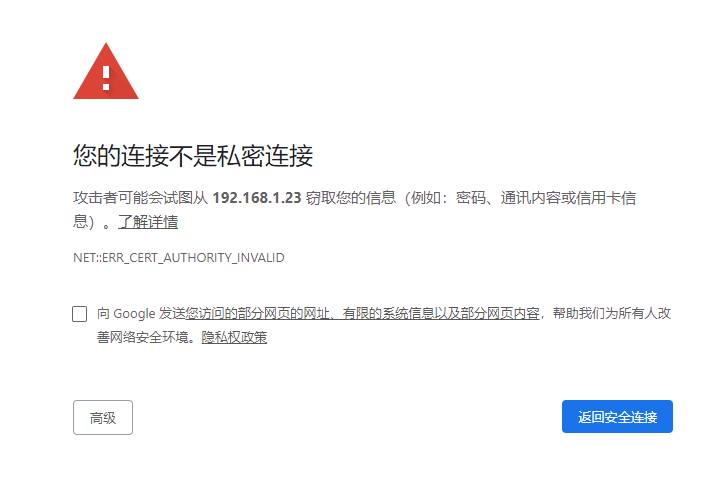 您的连接不是私密连接
攻击者可能会试图从 192.168.1.23 窃取您的信息（例如：密码、通讯内容或信用卡信
息）。了解详情
NET::ERR_CERT_AUTHORITY_INVALID
向 Google 发送您访问的部分网页的网址、有限的系统信息以及部分网页内容，帮助我们为所有人改
善网络安全环境。隐私权政策
高级
返回安全连接